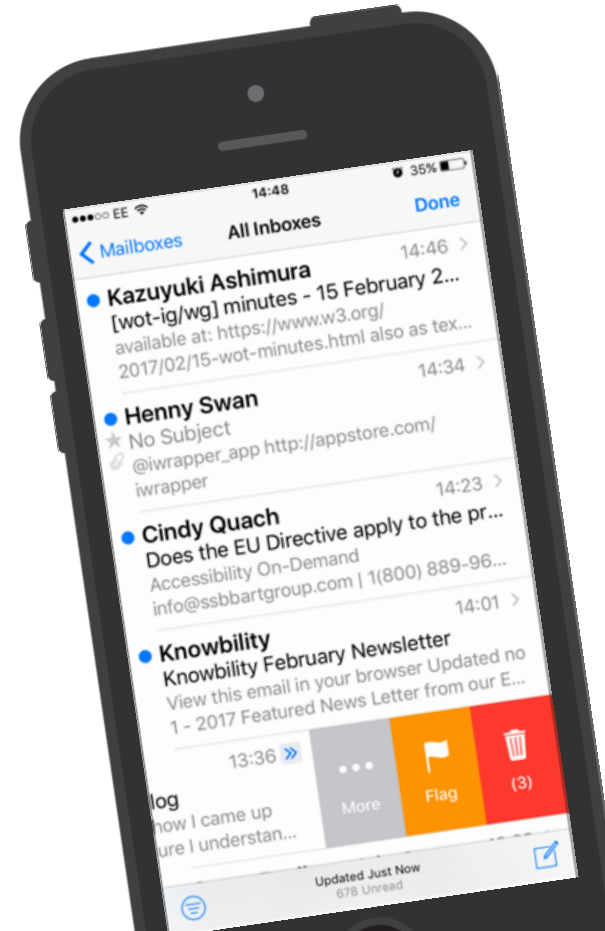 EE 14:48 35%
Mailboxes All Inboxes Done
Kazuyuki Ashimura 14:46
[wot-ig/wg] minutes - 15 February 2...
available at: https://www.w3.org/
2017/02/15-wot-minutes.html also as tex...
Henny Swan 14:34
No Subject
@iwrapper_app http://appstore.com/
iwrapper
Cindy Quach 14:23
Does the EU Directive apply to the pr...
Accessibility On-Demand
info@ssbbartgroup.com | 1(800) 889-96...
Knowbility 14:01
Knowbility February Newsletter
View this email in your browser Updated no
1 - 2017 Featured News Letter from our E...
13:36
log
how I came up
ure I understan...
More Flag (3)
Updated Just Now
678 Unread